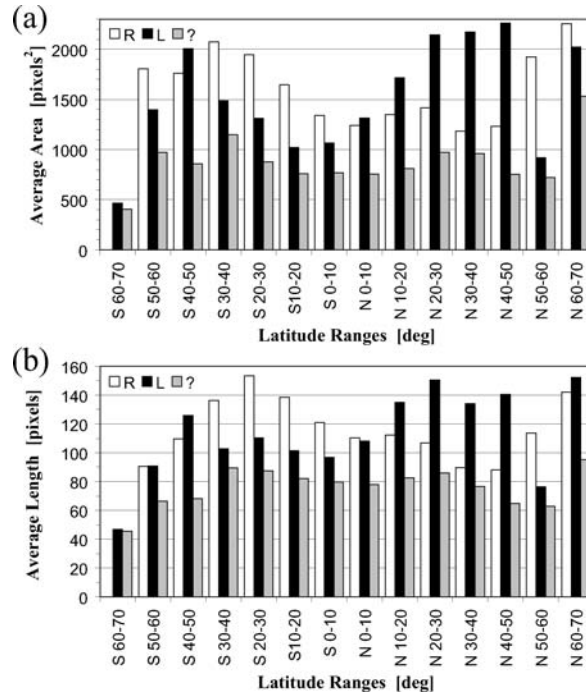 (a)
R L ?
Average Area [pixels²]
2000
1500
1000
500
0
S 60-70
S 50-60
S 40-50
S 30-40
S 20-30
S10-20
S 0-10
N 0-10
N 10-20
N 20-30
N 30-40
N 40-50
N 50-60
N 60-70
Latitude Ranges [deg]
(b)
R L ?
Average Length [pixels]
160
140
120
100
80
60
40
20
0
S 60-70
S 50-60
S 40-50
S 30-40
S 20-30
S10-20
S 0-10
N 0-10
N 10-20
N 20-30
N 30-40
N 40-50
N 50-60
N 60-70
Latitude Ranges [deg]